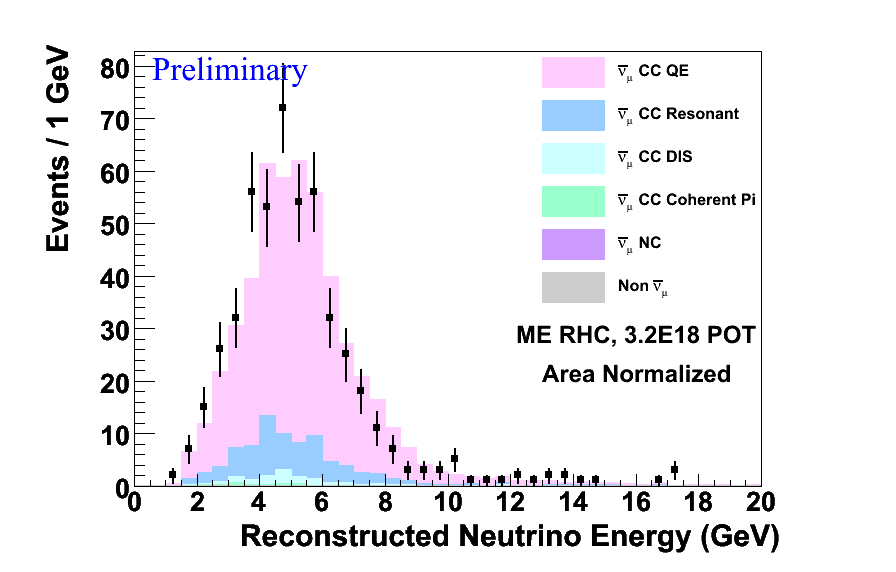 Preliminary
Events / 1 GeV
80
70
60
50
40
30
20
10
0
0 2 4 6 8 10 12 14 16 18 20
Reconstructed Neutrino Energy (GeV)
ν̅μ CC QE
ν̅μ CC Resonant
ν̅μ CC DIS
ν̅μ CC Coherent Pi
ν̅μ NC
Non ν̅μ
ME RHC, 3.2E18 POT
Area Normalized